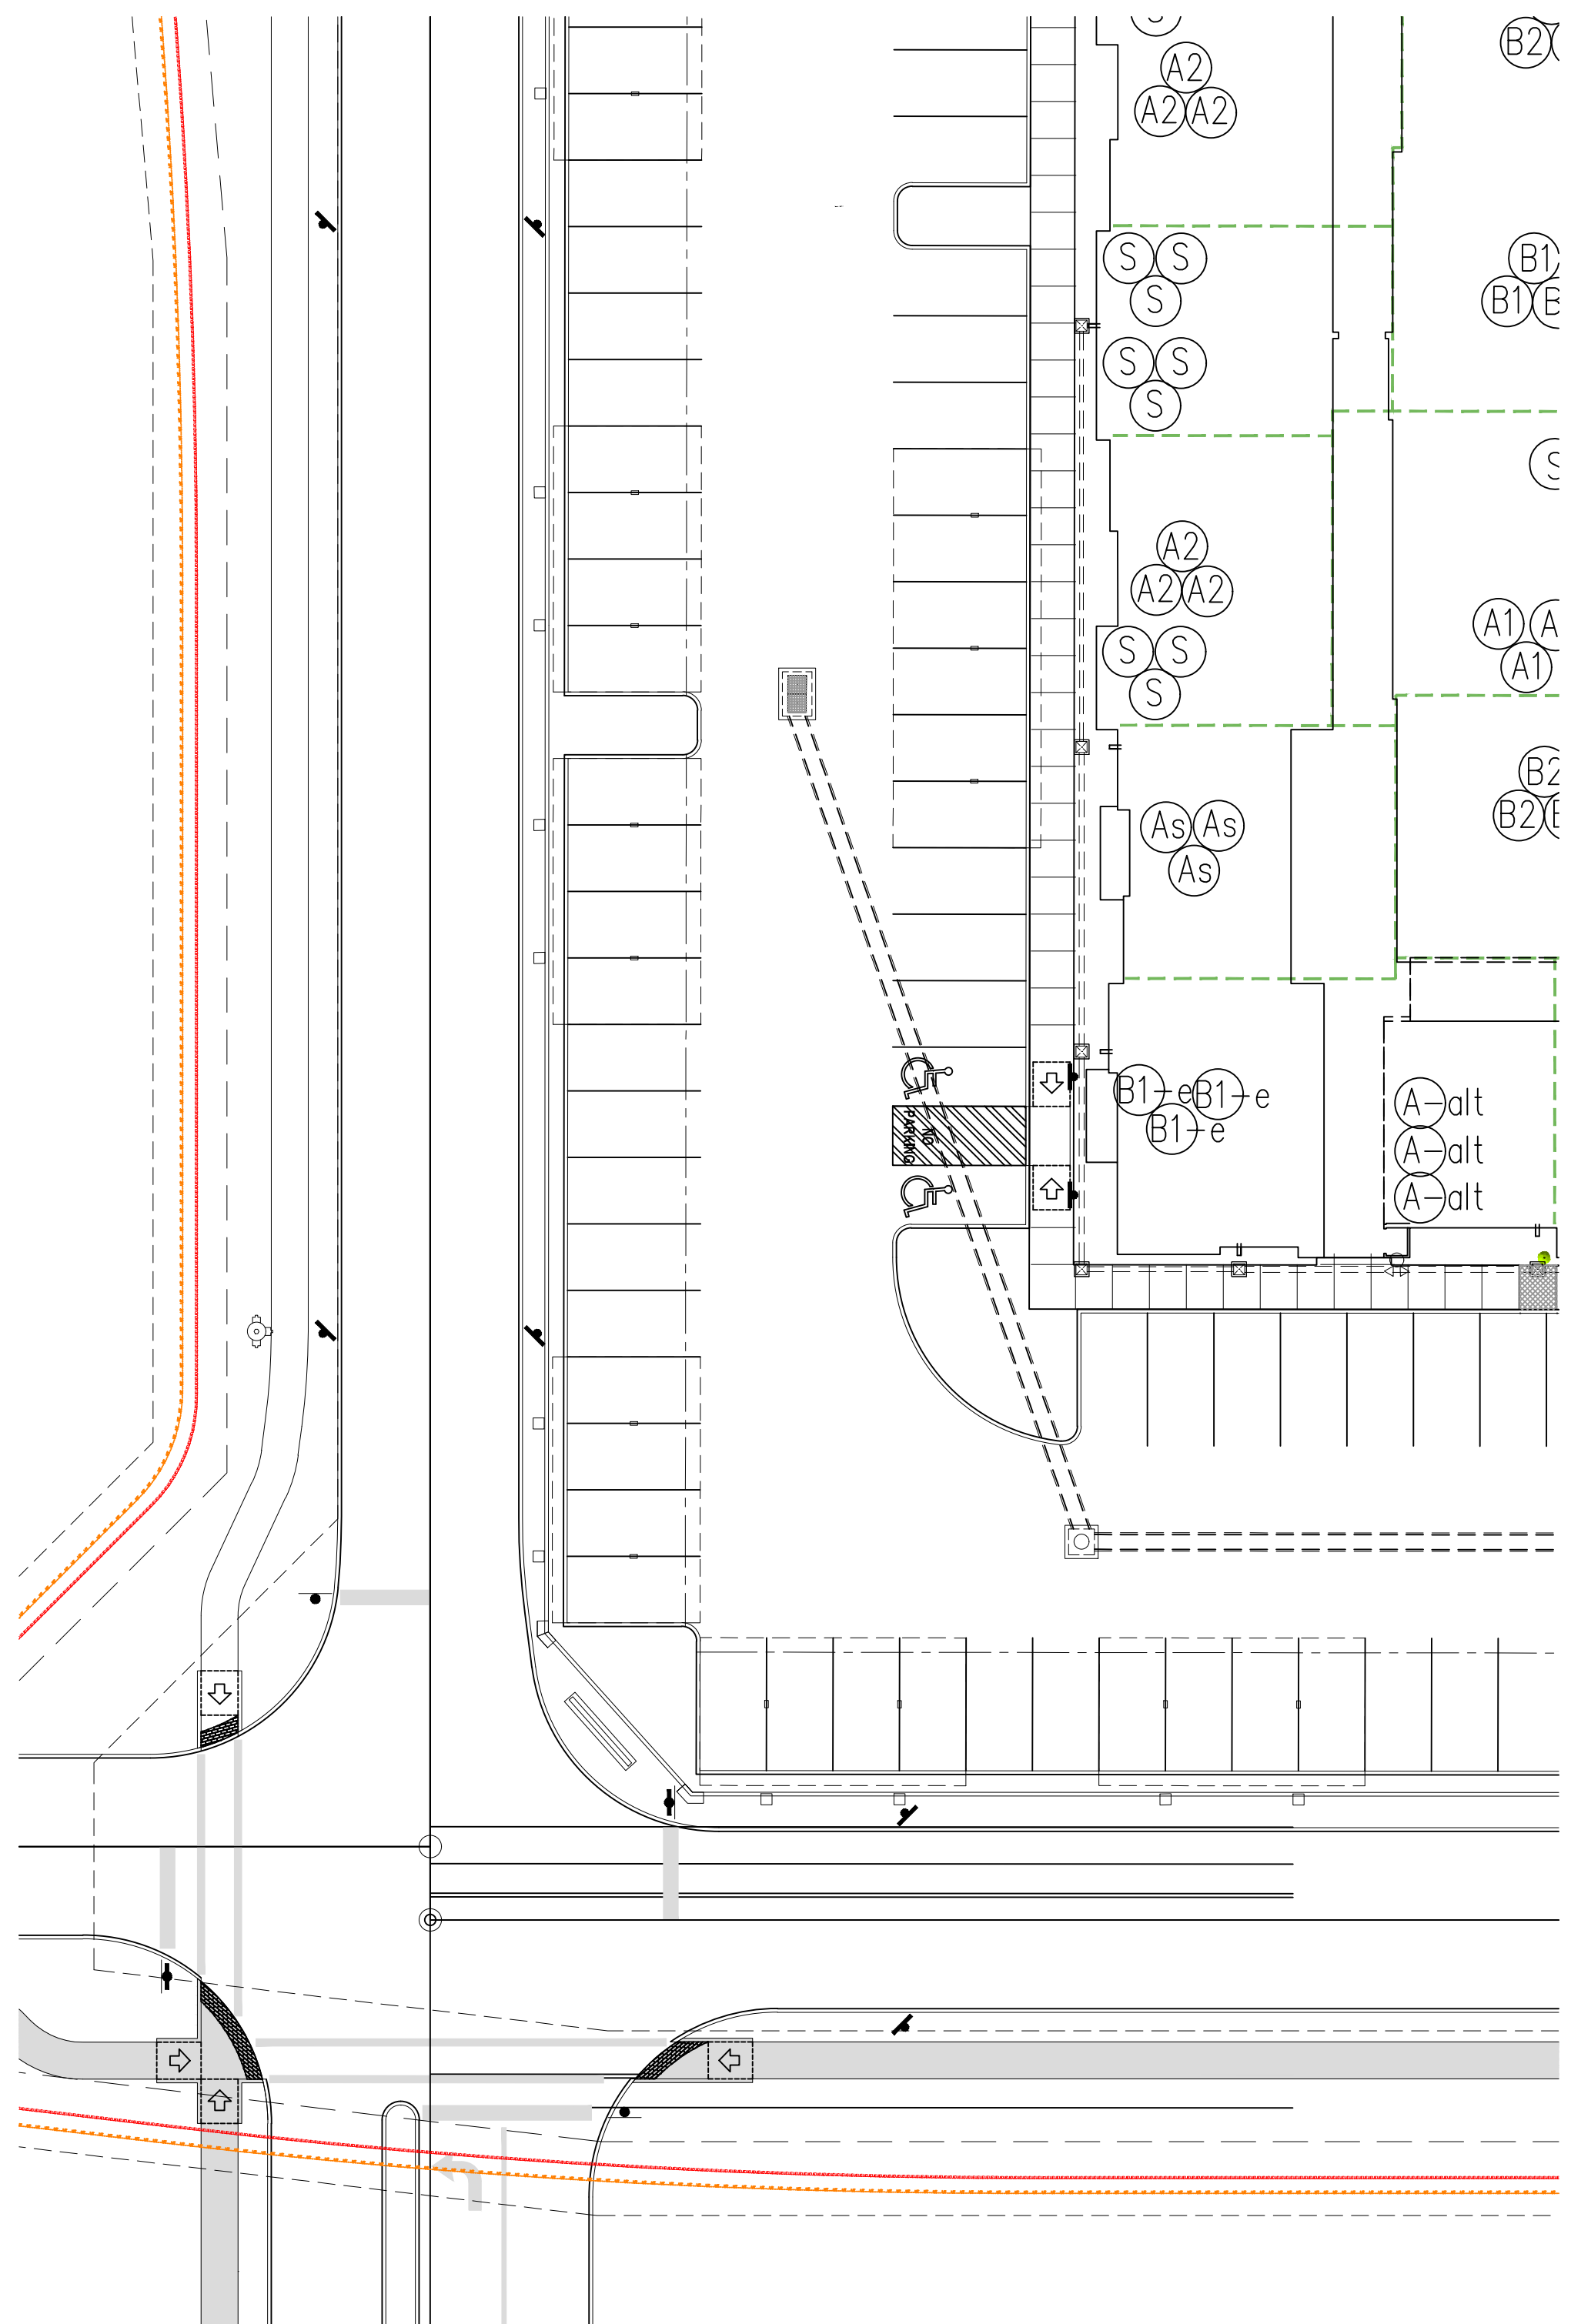 S
B2
A2
A2 A2
S S
S
B1
B1 B
S S
S
S
A2
A2 A2
A1 A
A1
S S
S
B2
B2 B
As As
As
B1-e B1-e
B1-e
A-alt
A-alt
A-alt
NO
PARKING